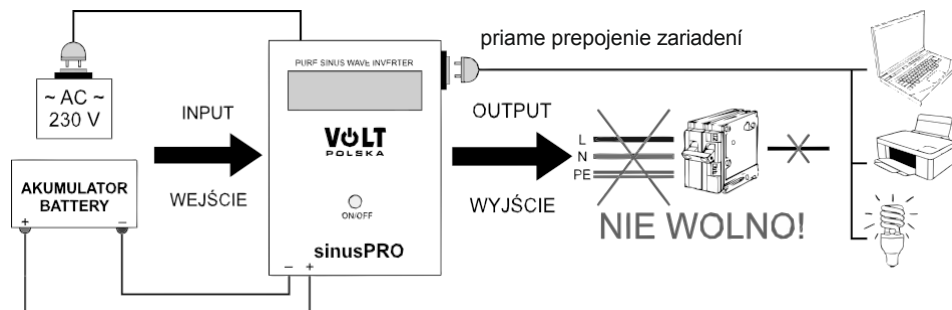 priame prepojenie zariadení
PURE SINUS WAVE INVERTER
~ AC ~
230 V
INPUT
WEJŚCIE
VOLT
POLSKA
ON/OFF
sinusPRO
− +
AKUMULATOR
BATTERY
+ −
OUTPUT
WYJŚCIE
L
N
PE
NIE WOLNO!